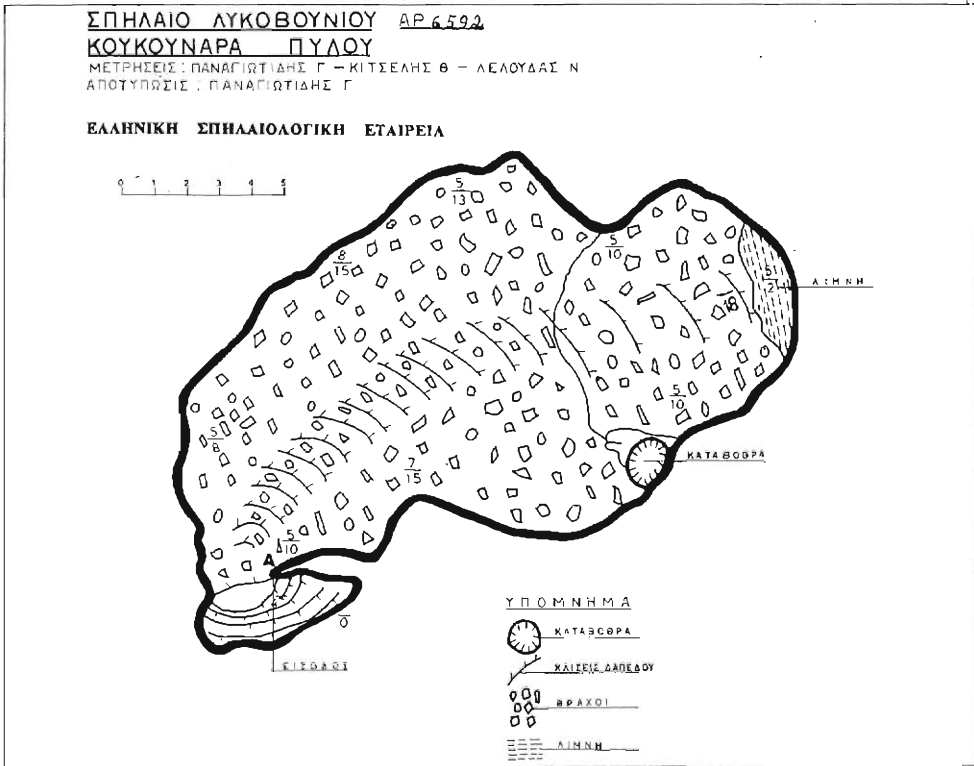 ΣΠΗΛΑΙΟ ΛΥΚΟΒΟΥΝΙΟΥ ΑΡ 6592
ΚΟΥΚΟΥΝΑΡΑ ΠΥΛΟΥ
ΜΕΤΡΗΣΕΙΣ : ΠΑΝΑΓΙΩΤΙΔΗΣ Γ – ΚΙΤΣΕΛΗΣ Θ – ΛΕΛΟΥΔΑΣ Ν
ΑΠΟΤΥΠΩΣΙΣ : ΠΑΝΑΓΙΩΤΙΔΗΣ Γ
ΕΛΛΗΝΙΚΗ ΣΠΗΛΑΙΟΛΟΓΙΚΗ ΕΤΑΙΡΕΙΑ
0 1 2 3 4 5
5/13
5/10
8/15
5/2
ΛΙΜΝΗ
18
5/10
5/8
ΚΑΤΑΒΟΘΡΑ
7/15
5/10
Α
0
ΕΙΣΟΔΟΣ
ΥΠΟΜΝΗΜΑ
ΚΑΤΑΒΟΘΡΑ
ΚΛΙΣΕΙΣ ΔΑΠΕΔΟΥ
ΒΡΑΧΟΙ
ΛΙΜΝΗ